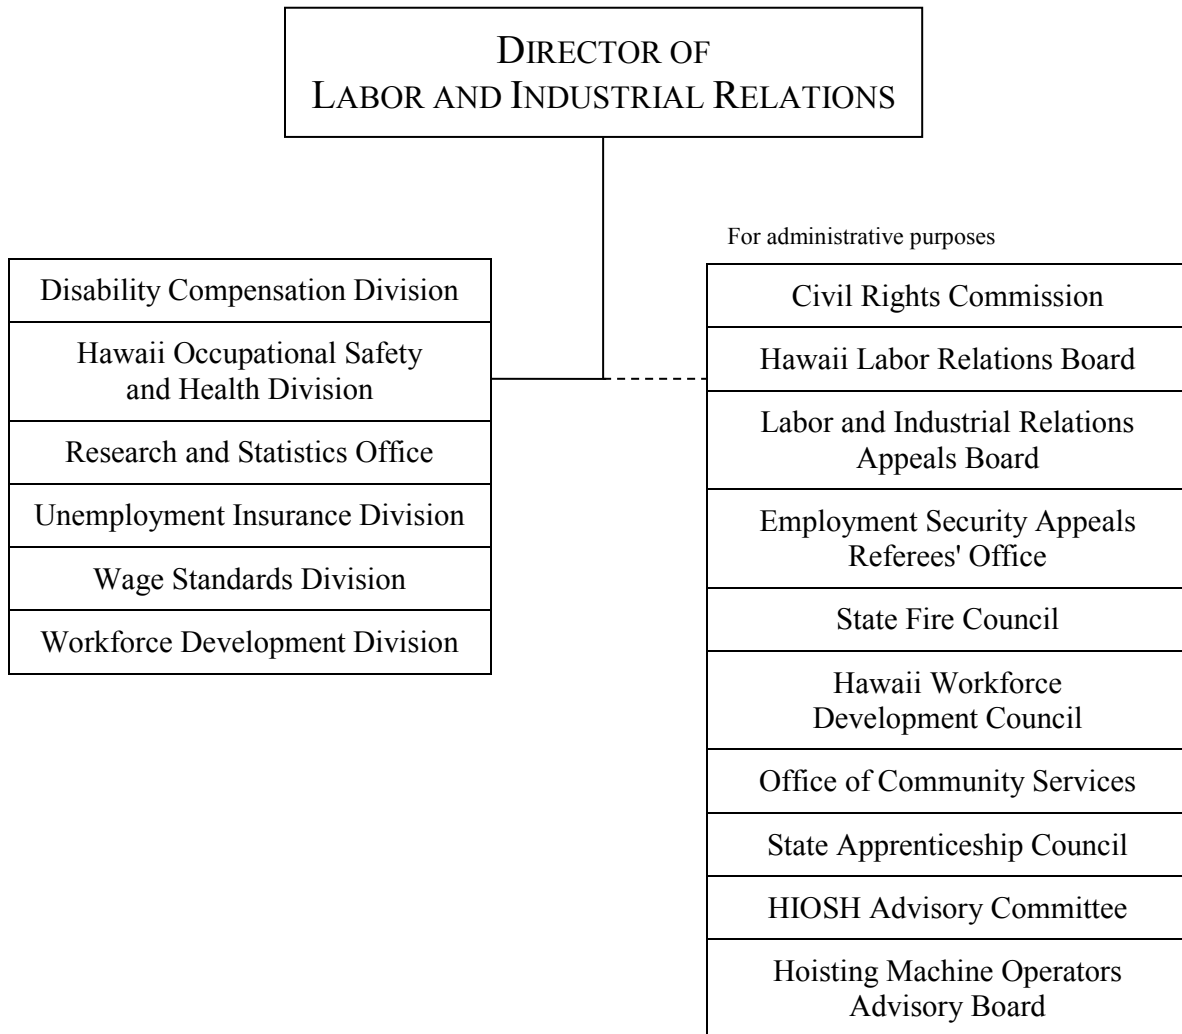 DIRECTOR OF
LABOR AND INDUSTRIAL RELATIONS
Disability Compensation Division
Hawaii Occupational Safety
and Health Division
Research and Statistics Office
Unemployment Insurance Division
Wage Standards Division
Workforce Development Division
For administrative purposes
Civil Rights Commission
Hawaii Labor Relations Board
Labor and Industrial Relations
Appeals Board
Employment Security Appeals
Referees' Office
State Fire Council
Hawaii Workforce
Development Council
Office of Community Services
State Apprenticeship Council
HIOSH Advisory Committee
Hoisting Machine Operators
Advisory Board